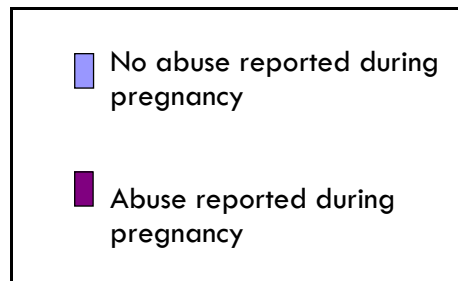 No abuse reported during
pregnancy
Abuse reported during
pregnancy